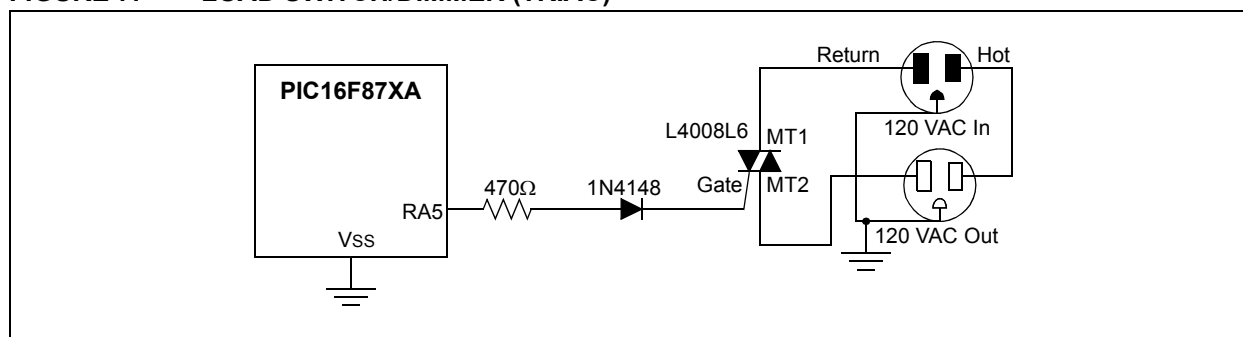 PIC16F87XA
RA5
VSS
470Ω
1N4148
Gate
L4008L6
MT1
MT2
Return
Hot
120 VAC In
120 VAC Out